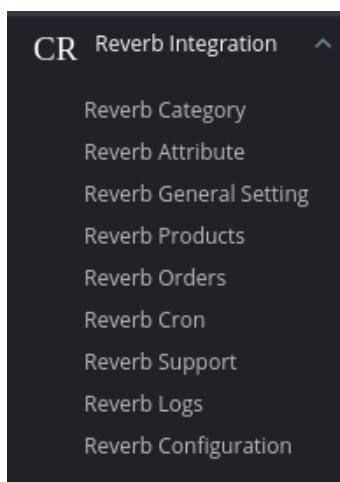 CR Reverb Integration
Reverb Category
Reverb Attribute
Reverb General Setting
Reverb Products
Reverb Orders
Reverb Cron
Reverb Support
Reverb Logs
Reverb Configuration